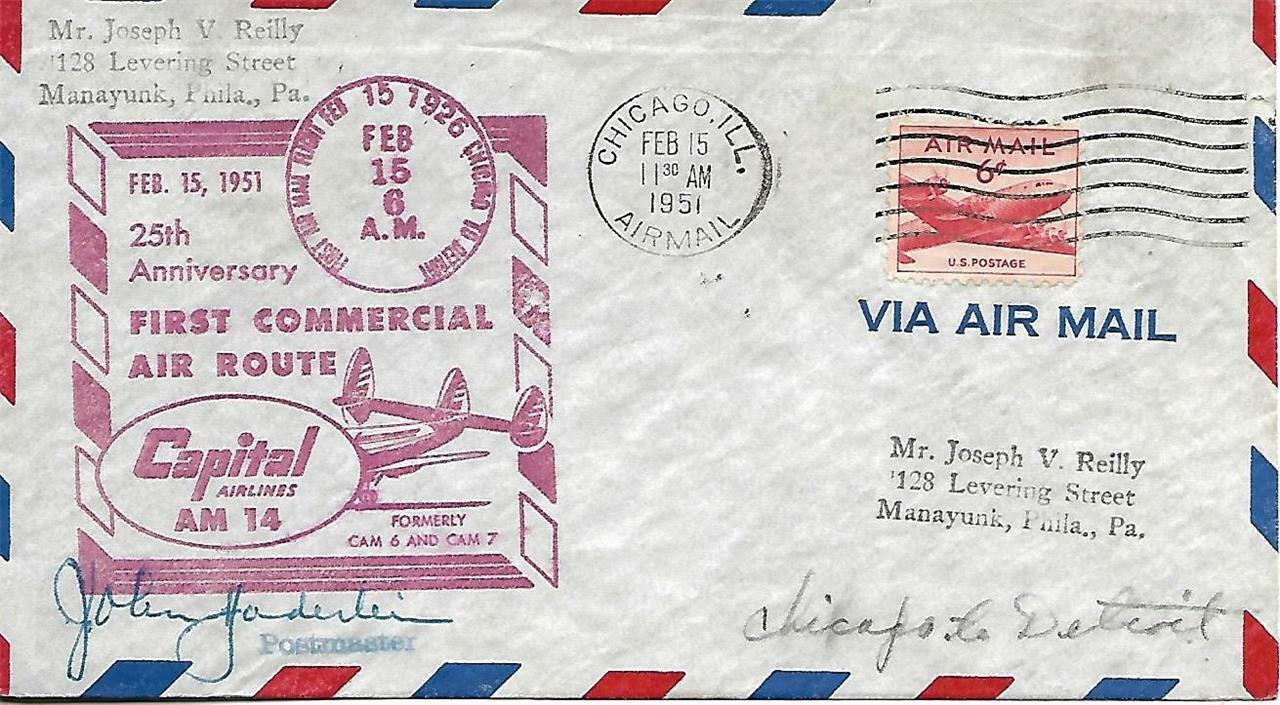 Mr. Joseph V. Reilly
128 Levering Street
Manayunk, Phila., Pa.
FIRST AIR MAIL FLIGHT FEB 15 1926 CHICAGO TO DETROIT
FEB
15
6
A.M.
FEB. 15, 1951
25th
Anniversary
FIRST COMMERCIAL
AIR ROUTE
Capital
AIRLINES
AM 14
FORMERLY
CAM 6 AND CAM 7
John Haderlein
Postmaster
CHICAGO, ILL.
FEB 15
11 30 AM
1951
AIRMAIL
AIR MAIL
6¢
U.S. POSTAGE
VIA AIR MAIL
Mr. Joseph V. Reilly
128 Levering Street
Manayunk, Phila., Pa.
Chicago to Detroit